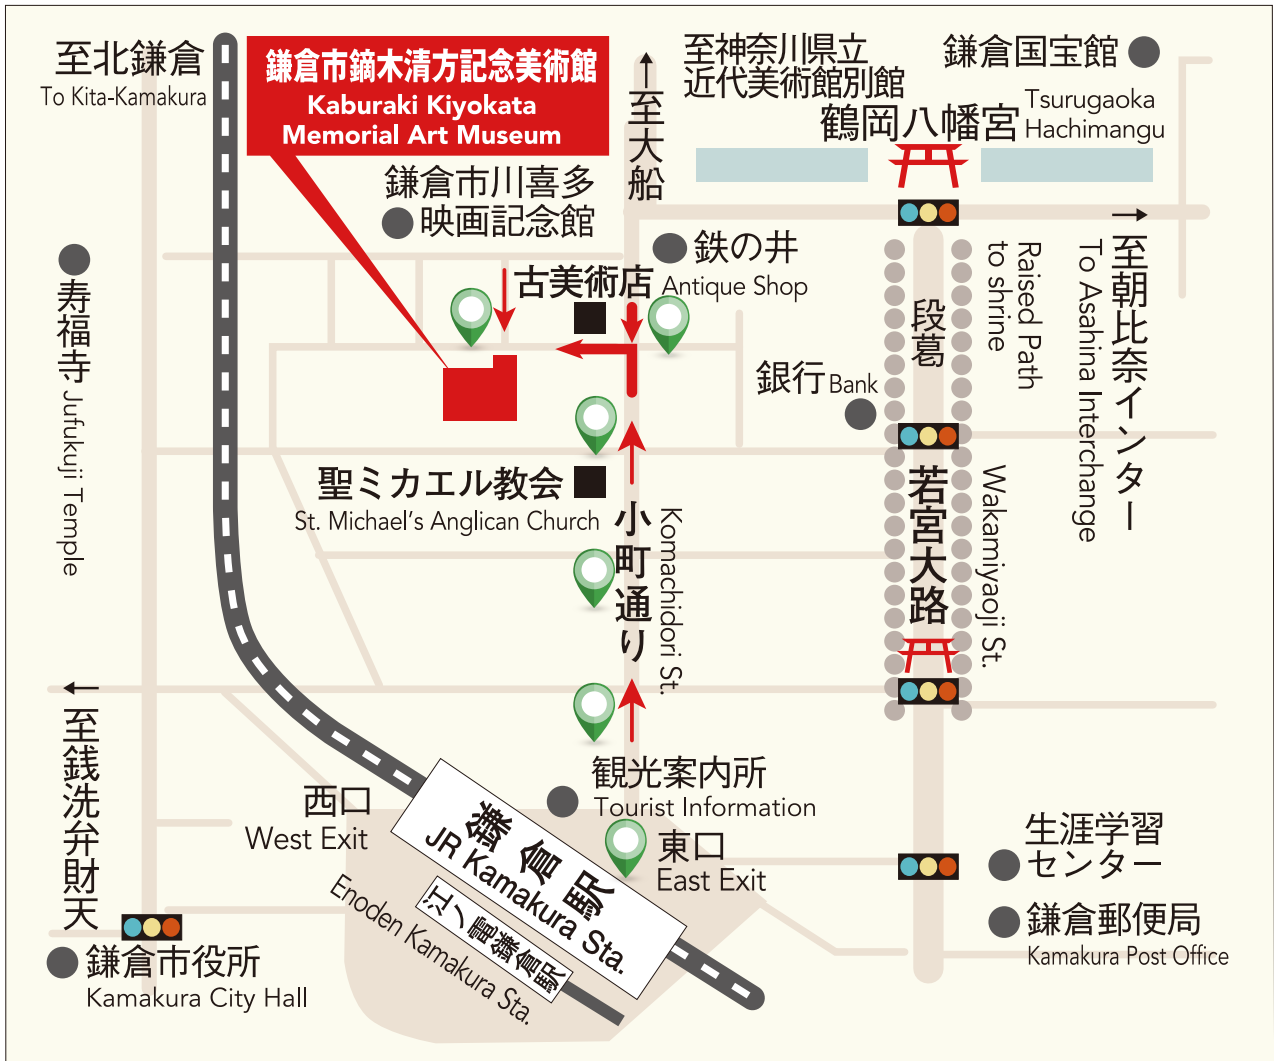 至北鎌倉
To Kita-Kamakura
鎌倉市鏑木清方記念美術館
Kaburaki Kiyokata
Memorial Art Museum
至大船
至神奈川県立
近代美術館別館
鎌倉国宝館
鶴岡八幡宮
Tsurugaoka
Hachimangu
鎌倉市川喜多
映画記念館
鉄の井
古美術店
Antique Shop
寿福寺 Jufukuji Temple
段葛
Raised Path
to shrine
至朝比奈インター
To Asahina Interchange
銀行 Bank
聖ミカエル教会
St. Michael's Anglican Church
小町通り
Komachidori St.
若宮大路
Wakamiyaoji St.
至銭洗弁財天
観光案内所
Tourist Information
西口
West Exit
鎌倉駅
JR Kamakura Sta.
江ノ電鎌倉駅
Enoden Kamakura Sta.
東口
East Exit
生涯学習
センター
鎌倉郵便局
Kamakura Post Office
鎌倉市役所
Kamakura City Hall